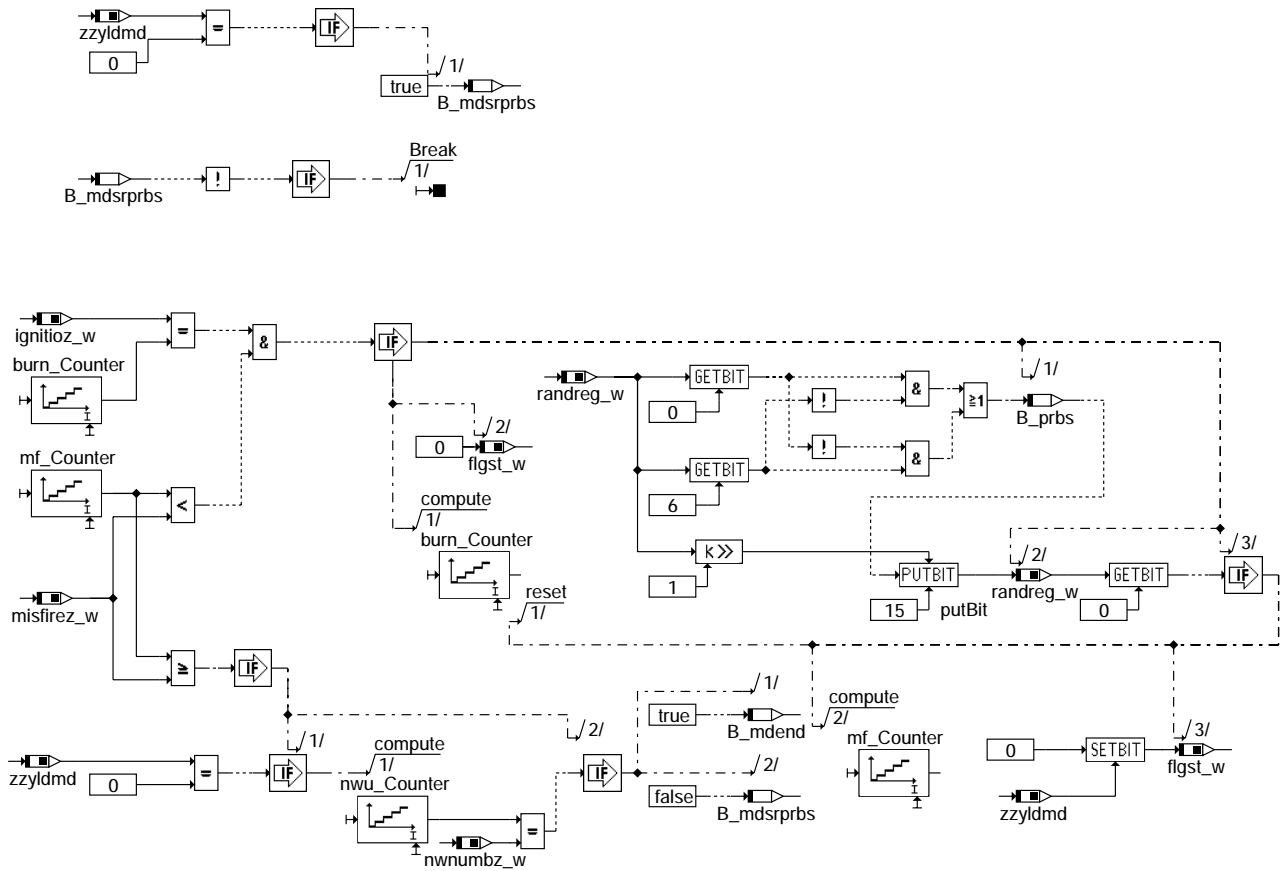 zzyldmd
=
IF
0
/ 1/
true
B_mdsrprbs
Break
1/
B_mdsrprbs
!
IF
ignitioz_w
=
&
IF
burn_Counter
I
randreg_w
GETBIT
0
!
&
≧1
/ 1/
B_prbs
/ 2/
0
flgst_w
mf_Counter
I
<
GETBIT
6
!
&
compute
1/
burn_Counter
I
k >>
1
PUTBIT
15
putBit
/ 2/
randreg_w
GETBIT
0
/ 3/
IF
misfirez_w
reset
1/
≥
IF
/ 1/
/ 2/
/ 1/
true
B_mdend
compute
2/
mf_Counter
I
/ 3/
0
SETBIT
flgst_w
zzyldmd
zzyldmd
=
0
IF
compute
1/
nwu_Counter
I
=
nwnumbz_w
IF
/ 2/
false
B_mdsrprbs